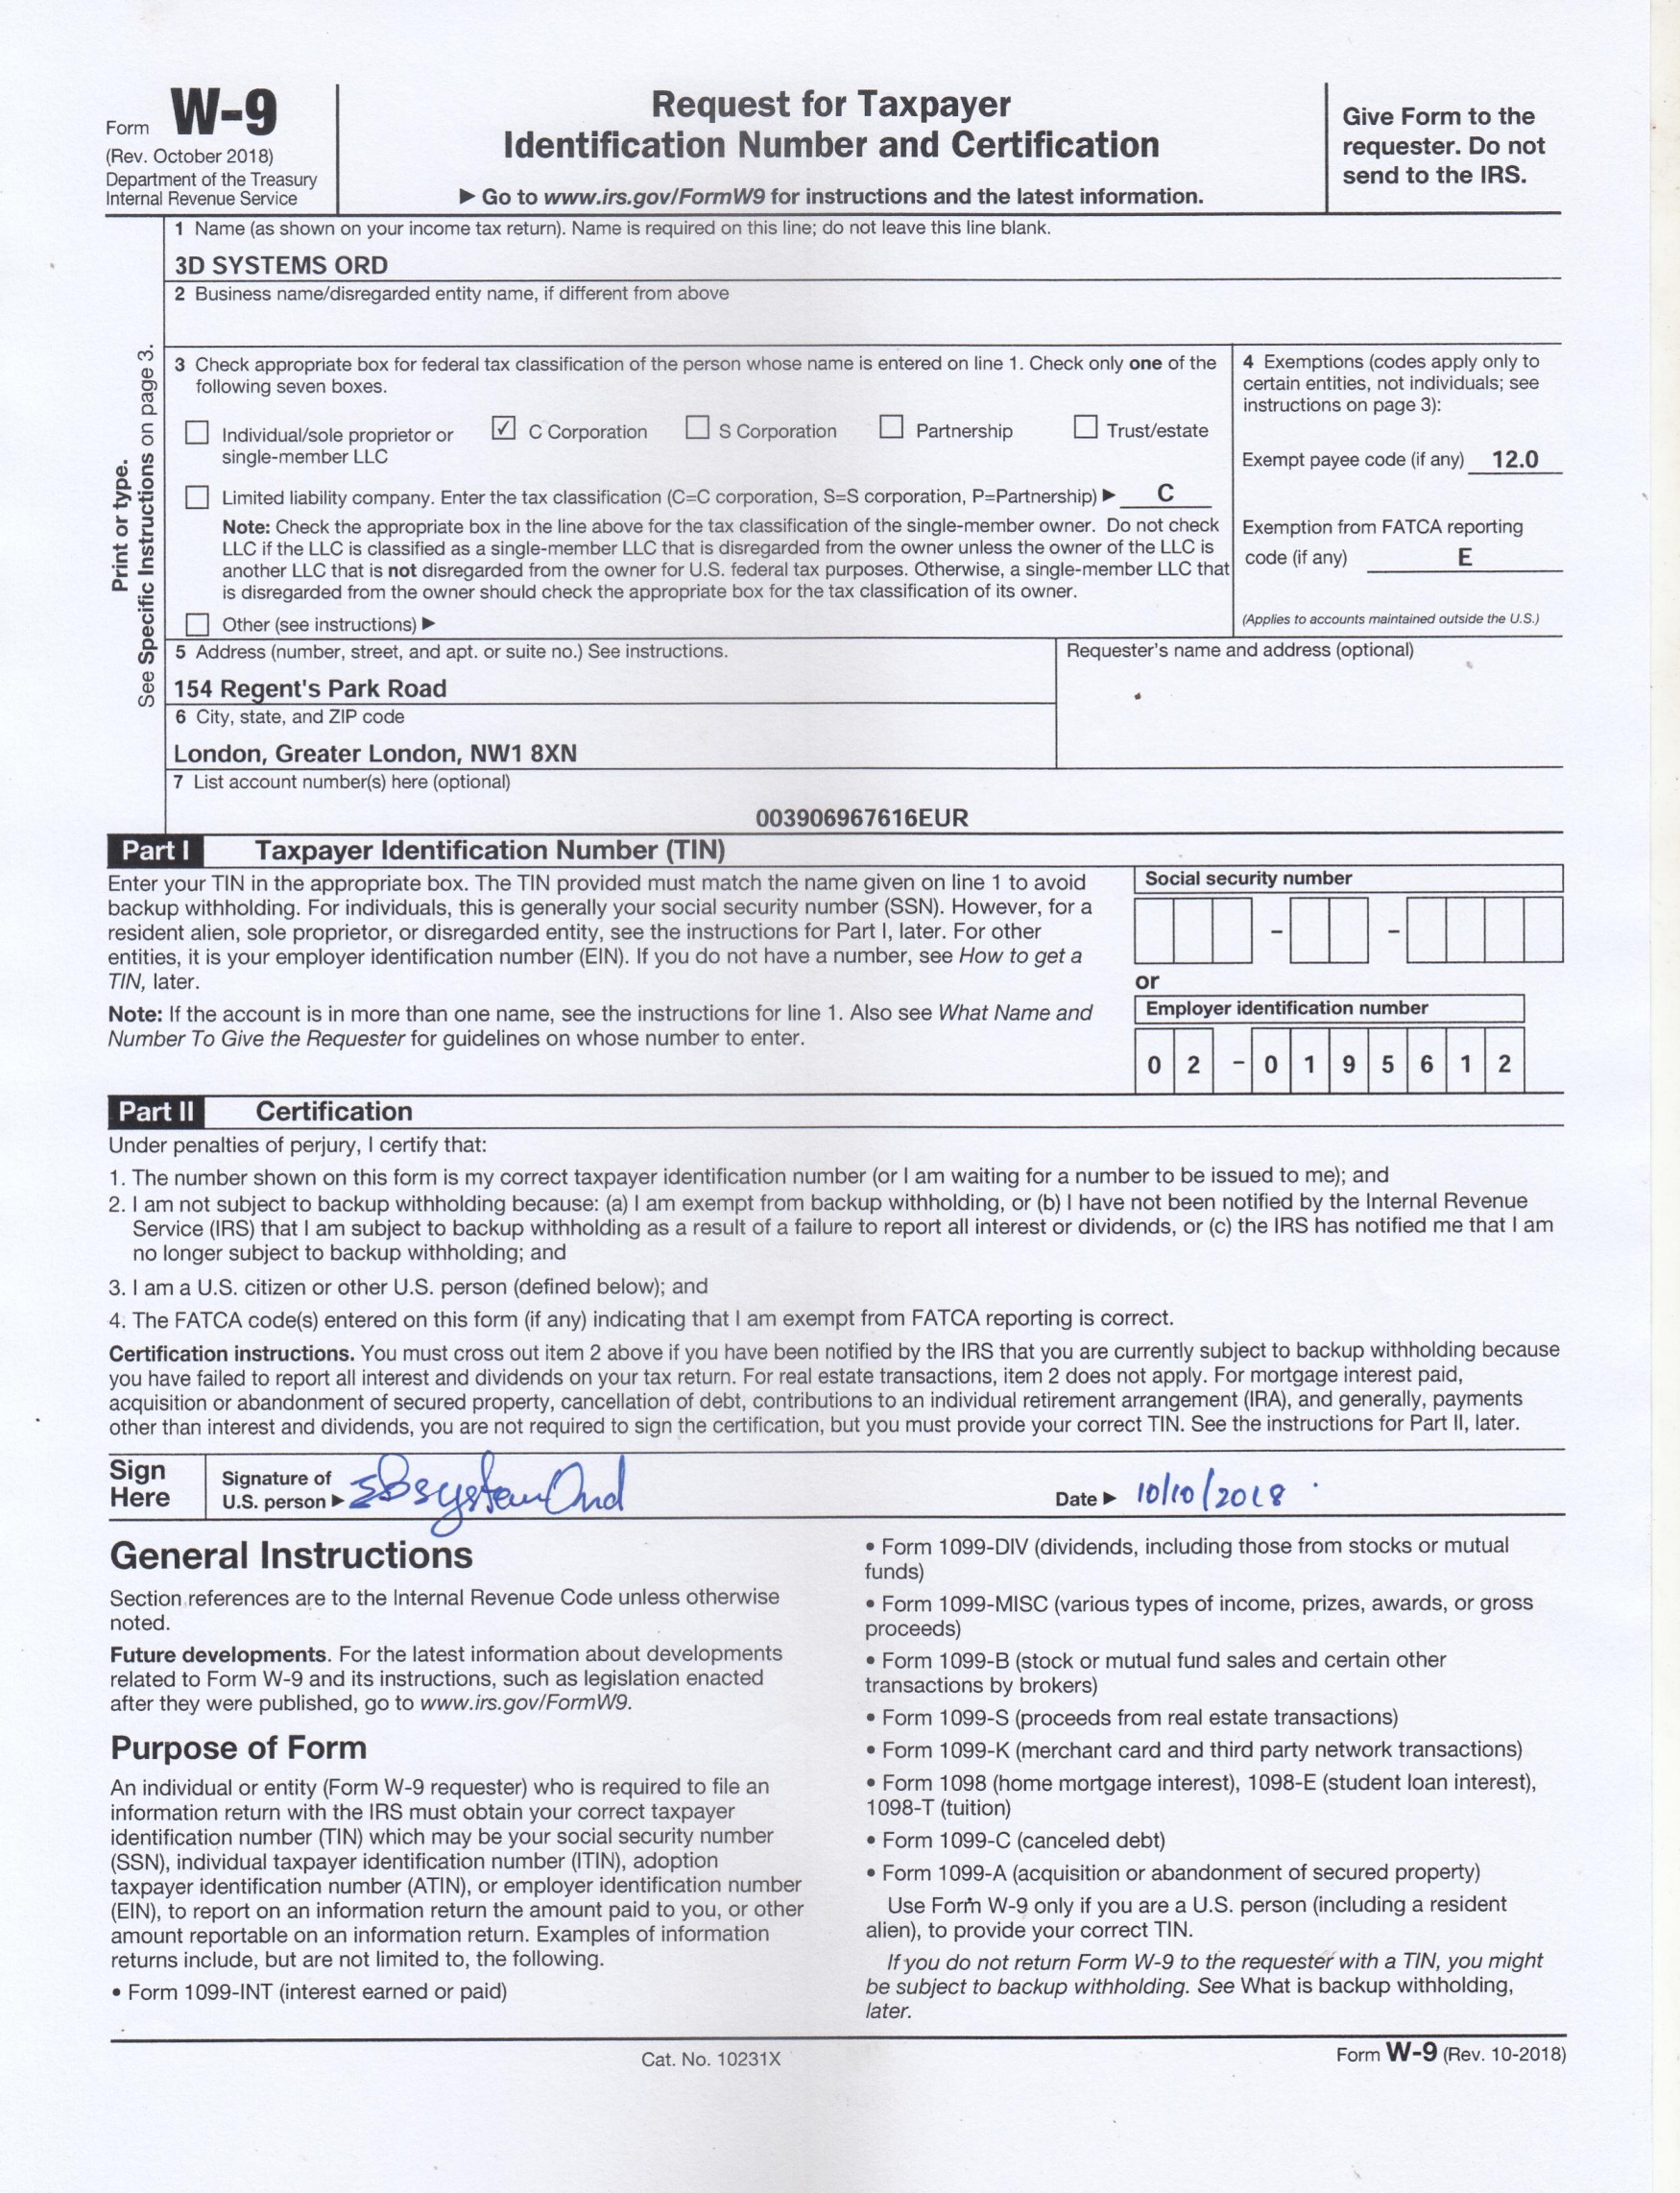 Form W-9
(Rev. October 2018)
Department of the Treasury
Internal Revenue Service
Request for Taxpayer
Identification Number and Certification
▶ Go to www.irs.gov/FormW9 for instructions and the latest information.
Give Form to the
requester. Do not
send to the IRS.
Print or type.
See Specific Instructions on page 3.
1 Name (as shown on your income tax return). Name is required on this line; do not leave this line blank.
3D SYSTEMS ORD
2 Business name/disregarded entity name, if different from above
3 Check appropriate box for federal tax classification of the person whose name is entered on line 1. Check only one of the
following seven boxes.
☐ Individual/sole proprietor or
single-member LLC
☑ C Corporation
☐ S Corporation
☐ Partnership
☐ Trust/estate
☐ Limited liability company. Enter the tax classification (C=C corporation, S=S corporation, P=Partnership) ▶ C
Note: Check the appropriate box in the line above for the tax classification of the single-member owner. Do not check
LLC if the LLC is classified as a single-member LLC that is disregarded from the owner unless the owner of the LLC is
another LLC that is not disregarded from the owner for U.S. federal tax purposes. Otherwise, a single-member LLC that
is disregarded from the owner should check the appropriate box for the tax classification of its owner.
☐ Other (see instructions) ▶
4 Exemptions (codes apply only to
certain entities, not individuals; see
instructions on page 3):
Exempt payee code (if any) 12.0
Exemption from FATCA reporting
code (if any) E
(Applies to accounts maintained outside the U.S.)
5 Address (number, street, and apt. or suite no.) See instructions.
154 Regent's Park Road
6 City, state, and ZIP code
London, Greater London, NW1 8XN
Requester's name and address (optional)
7 List account number(s) here (optional)
003906967616EUR
Part I Taxpayer Identification Number (TIN)
Enter your TIN in the appropriate box. The TIN provided must match the name given on line 1 to avoid
backup withholding. For individuals, this is generally your social security number (SSN). However, for a
resident alien, sole proprietor, or disregarded entity, see the instructions for Part I, later. For other
entities, it is your employer identification number (EIN). If you do not have a number, see How to get a
TIN, later.
Note: If the account is in more than one name, see the instructions for line 1. Also see What Name and
Number To Give the Requester for guidelines on whose number to enter.
Social security number
– –
or
Employer identification number
0 2 – 0 1 9 5 6 1 2
Part II Certification
Under penalties of perjury, I certify that:
1. The number shown on this form is my correct taxpayer identification number (or I am waiting for a number to be issued to me); and
2. I am not subject to backup withholding because: (a) I am exempt from backup withholding, or (b) I have not been notified by the Internal Revenue
Service (IRS) that I am subject to backup withholding as a result of a failure to report all interest or dividends, or (c) the IRS has notified me that I am
no longer subject to backup withholding; and
3. I am a U.S. citizen or other U.S. person (defined below); and
4. The FATCA code(s) entered on this form (if any) indicating that I am exempt from FATCA reporting is correct.
Certification instructions. You must cross out item 2 above if you have been notified by the IRS that you are currently subject to backup withholding because
you have failed to report all interest and dividends on your tax return. For real estate transactions, item 2 does not apply. For mortgage interest paid,
acquisition or abandonment of secured property, cancellation of debt, contributions to an individual retirement arrangement (IRA), and generally, payments
other than interest and dividends, you are not required to sign the certification, but you must provide your correct TIN. See the instructions for Part II, later.
Sign
Here
Signature of
U.S. person ▶
Date ▶ 10/10/2018
General Instructions
Section references are to the Internal Revenue Code unless otherwise
noted.
Future developments. For the latest information about developments
related to Form W-9 and its instructions, such as legislation enacted
after they were published, go to www.irs.gov/FormW9.
Purpose of Form
An individual or entity (Form W-9 requester) who is required to file an
information return with the IRS must obtain your correct taxpayer
identification number (TIN) which may be your social security number
(SSN), individual taxpayer identification number (ITIN), adoption
taxpayer identification number (ATIN), or employer identification number
(EIN), to report on an information return the amount paid to you, or other
amount reportable on an information return. Examples of information
returns include, but are not limited to, the following.
• Form 1099-INT (interest earned or paid)
• Form 1099-DIV (dividends, including those from stocks or mutual
funds)
• Form 1099-MISC (various types of income, prizes, awards, or gross
proceeds)
• Form 1099-B (stock or mutual fund sales and certain other
transactions by brokers)
• Form 1099-S (proceeds from real estate transactions)
• Form 1099-K (merchant card and third party network transactions)
• Form 1098 (home mortgage interest), 1098-E (student loan interest),
1098-T (tuition)
• Form 1099-C (canceled debt)
• Form 1099-A (acquisition or abandonment of secured property)
Use Form W-9 only if you are a U.S. person (including a resident
alien), to provide your correct TIN.
If you do not return Form W-9 to the requester with a TIN, you might
be subject to backup withholding. See What is backup withholding,
later.
Cat. No. 10231X
Form W-9 (Rev. 10-2018)